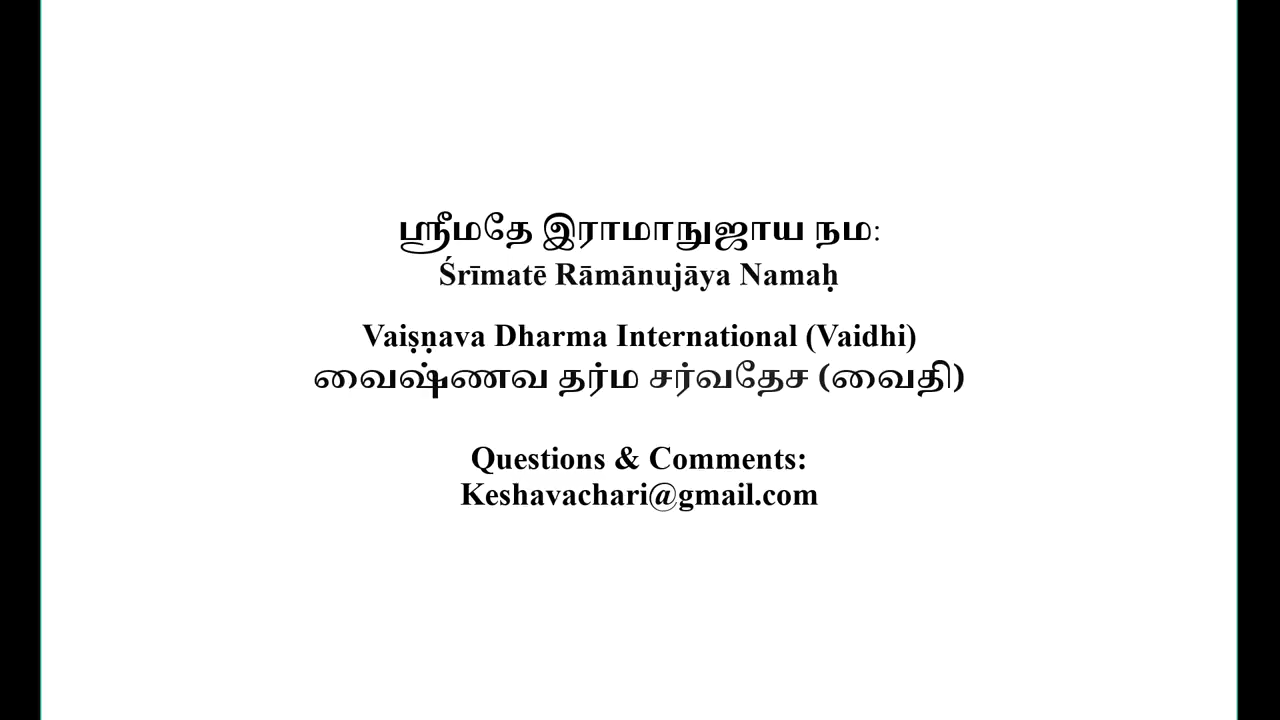 ஸ்ரீமதே இராமாநுஜாய நம:
Śrīmatē Rāmānujāya Namaḥ
Vaiṣṇava Dharma International (Vaidhi)
வைஷ்ணவ தர்ம சர்வதேச (வைதி)
Questions & Comments:
Keshavachari@gmail.com